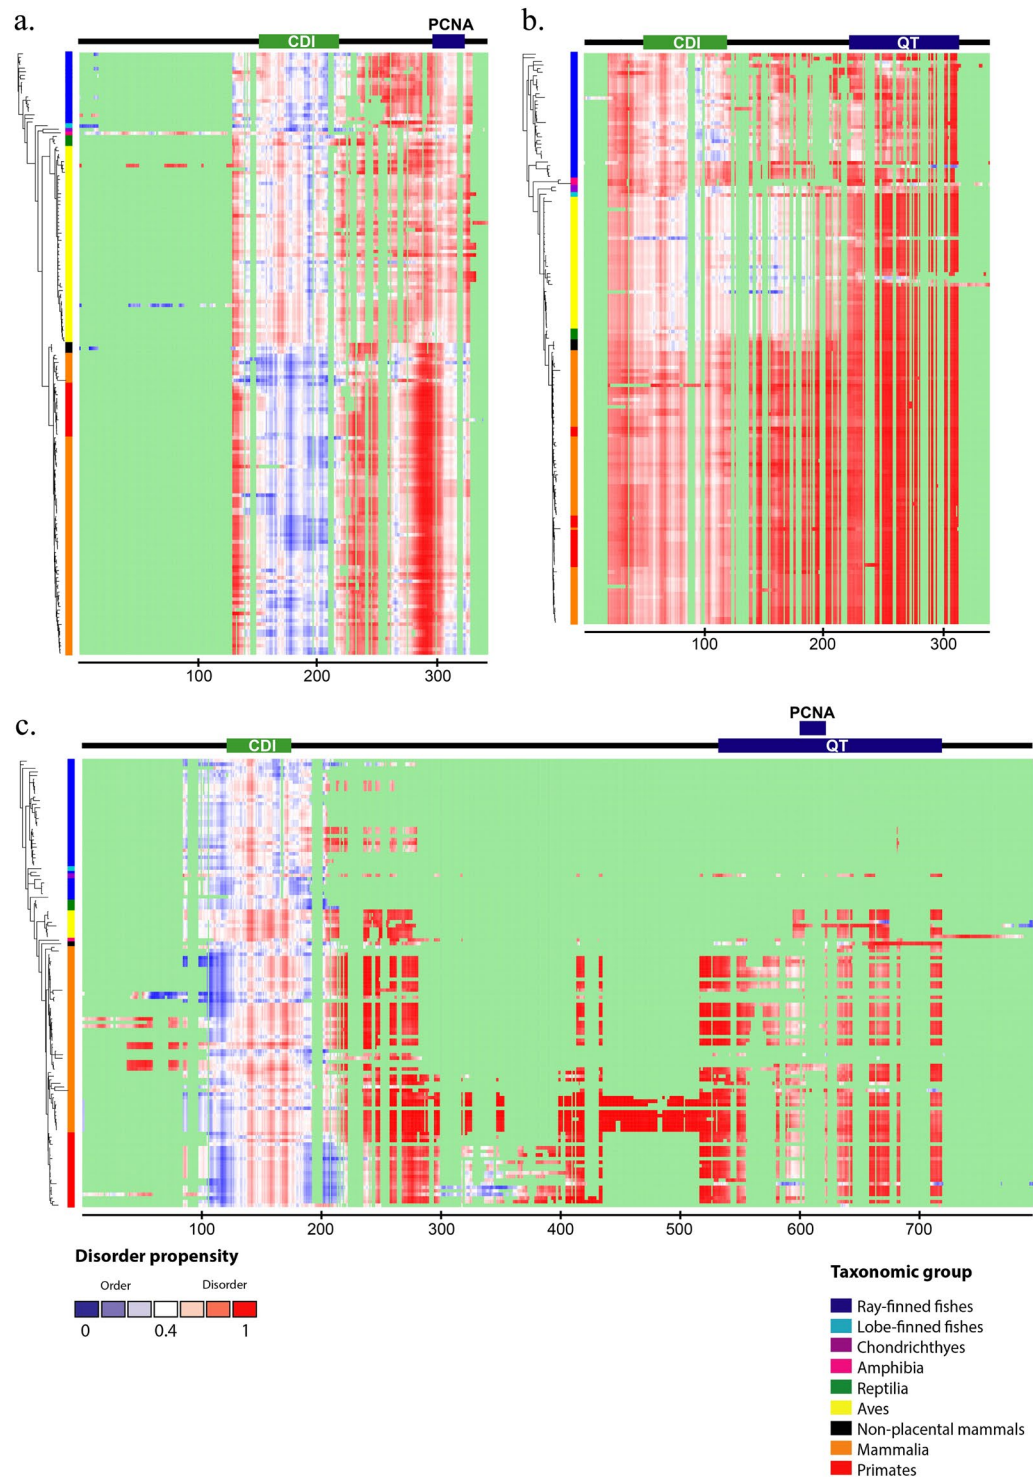 a.
PCNA
CDI
100
200
300
b.
CDI
QT
100
200
300
c.
PCNA
CDI
QT
100
200
300
400
500
600
700
Disorder propensity
Order
Disorder
0
0.4
1
Taxonomic group
Ray-finned fishes
Lobe-finned fishes
Chondrichthyes
Amphibia
Reptilia
Aves
Non-placental mammals
Mammalia
Primates